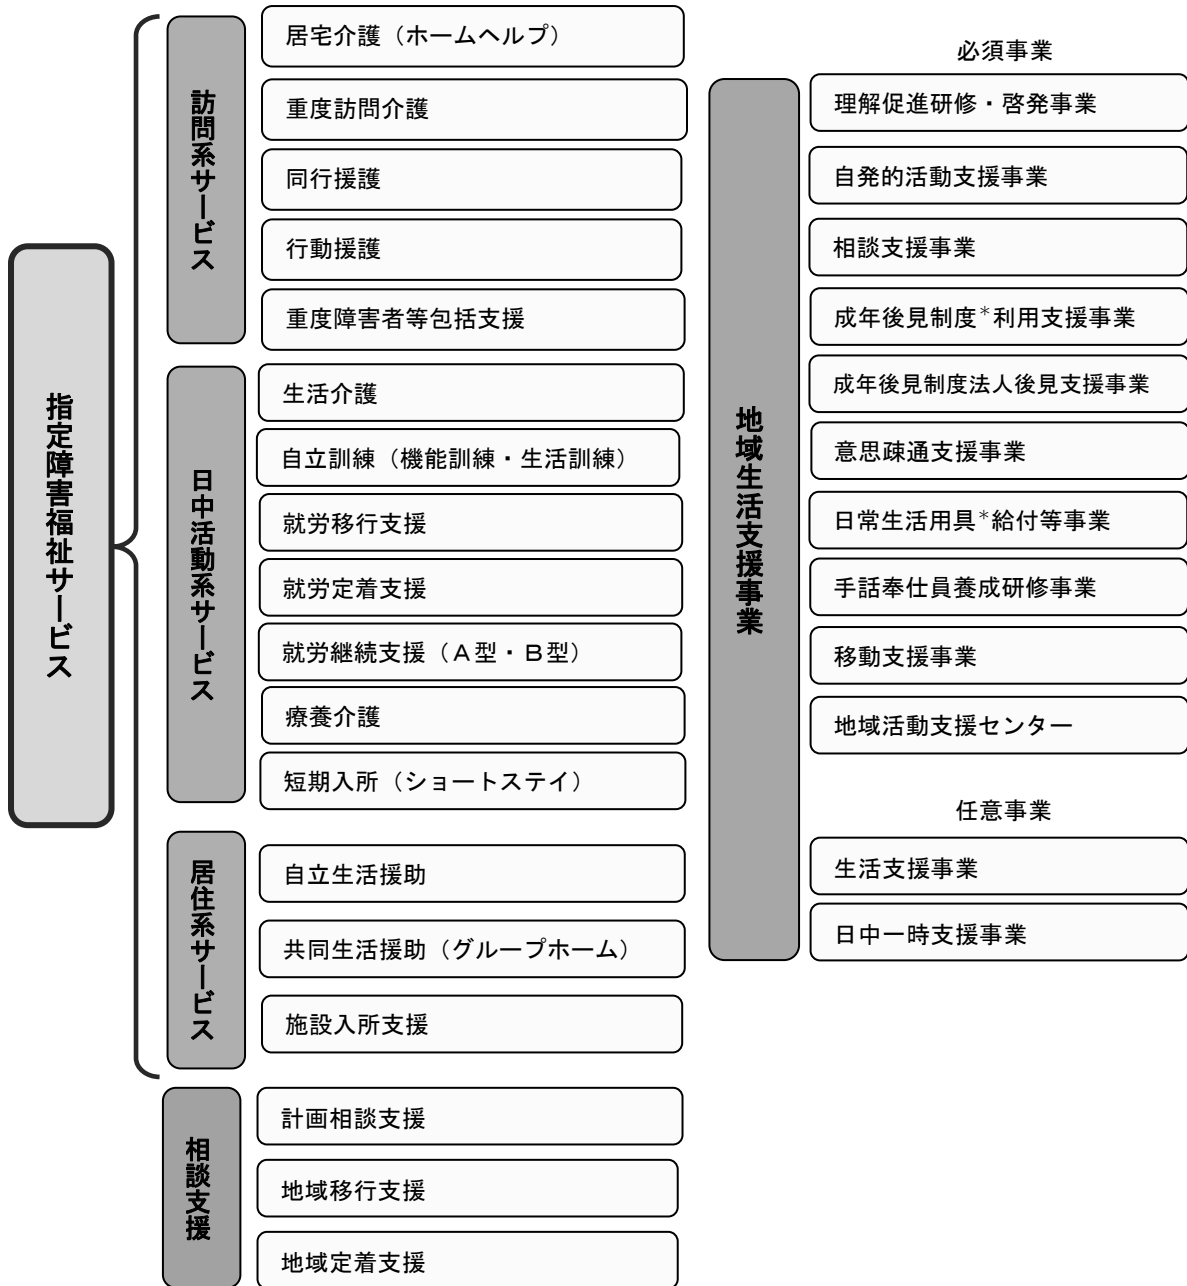 指定障害福祉サービス
訪問系サービス
居宅介護（ホームヘルプ）
重度訪問介護
同行援護
行動援護
重度障害者等包括支援
日中活動系サービス
生活介護
自立訓練（機能訓練・生活訓練）
就労移行支援
就労定着支援
就労継続支援（Ａ型・Ｂ型）
療養介護
短期入所（ショートステイ）
居住系サービス
自立生活援助
共同生活援助（グループホーム）
施設入所支援
相談支援
計画相談支援
地域移行支援
地域定着支援
地域生活支援事業
必須事業
理解促進研修・啓発事業
自発的活動支援事業
相談支援事業
成年後見制度*利用支援事業
成年後見制度法人後見支援事業
意思疎通支援事業
日常生活用具*給付等事業
手話奉仕員養成研修事業
移動支援事業
地域活動支援センター
任意事業
生活支援事業
日中一時支援事業